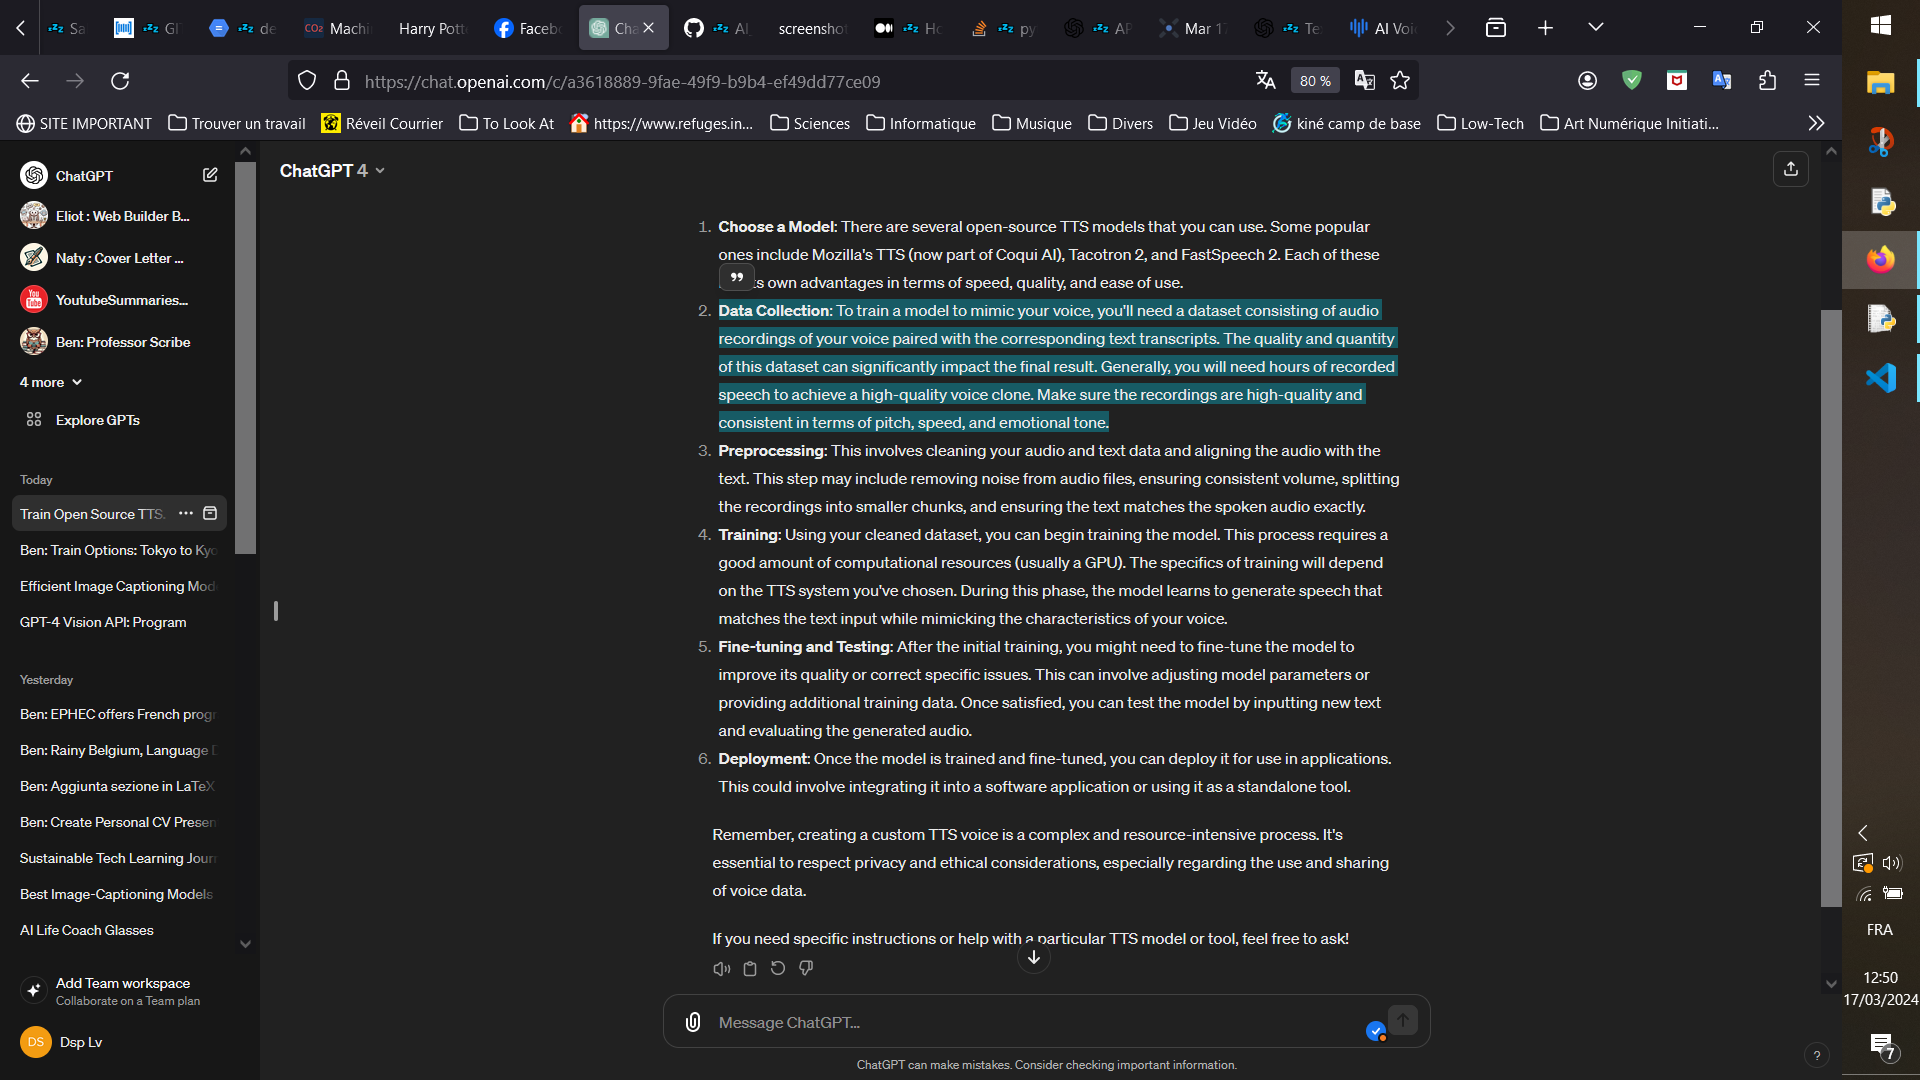 Sa
GI
de
CO2 Machi
Harry Pott
Faceb
Cha
AI_
screenshot
Ho
py
AP
Mar 17
Te
AI Voi
https://chat.openai.com/c/a3618889-9fae-49f9-b9b4-ef49dd77ce09
80 %
SITE IMPORTANT
Trouver un travail
Réveil Courrier
To Look At
https://www.refuges.in...
Sciences
Informatique
Musique
Divers
Jeu Vidéo
kiné camp de base
Low-Tech
Art Numérique Initiati...
ChatGPT
Eliot : Web Builder B...
Naty : Cover Letter ...
YoutubeSummaries...
Ben: Professor Scribe
4 more
Explore GPTs
Today
Train Open Source TTS.
Ben: Train Options: Tokyo to Kyo
Efficient Image Captioning Mode
GPT-4 Vision API: Program
Yesterday
Ben: EPHEC offers French progr
Ben: Rainy Belgium, Language D
Ben: Aggiunta sezione in LaTeX
Ben: Create Personal CV Presen
Sustainable Tech Learning Journ
Best Image-Captioning Models
AI Life Coach Glasses
Add Team workspace
Collaborate on a Team plan
DS Dsp Lv
ChatGPT 4
1. Choose a Model: There are several open-source TTS models that you can use. Some popular
ones include Mozilla's TTS (now part of Coqui AI), Tacotron 2, and FastSpeech 2. Each of these
own advantages in terms of speed, quality, and ease of use.
2. Data Collection: To train a model to mimic your voice, you'll need a dataset consisting of audio
recordings of your voice paired with the corresponding text transcripts. The quality and quantity
of this dataset can significantly impact the final result. Generally, you will need hours of recorded
speech to achieve a high-quality voice clone. Make sure the recordings are high-quality and
consistent in terms of pitch, speed, and emotional tone.
3. Preprocessing: This involves cleaning your audio and text data and aligning the audio with the
text. This step may include removing noise from audio files, ensuring consistent volume, splitting
the recordings into smaller chunks, and ensuring the text matches the spoken audio exactly.
4. Training: Using your cleaned dataset, you can begin training the model. This process requires a
good amount of computational resources (usually a GPU). The specifics of training will depend
on the TTS system you've chosen. During this phase, the model learns to generate speech that
matches the text input while mimicking the characteristics of your voice.
5. Fine-tuning and Testing: After the initial training, you might need to fine-tune the model to
improve its quality or correct specific issues. This can involve adjusting model parameters or
providing additional training data. Once satisfied, you can test the model by inputting new text
and evaluating the generated audio.
6. Deployment: Once the model is trained and fine-tuned, you can deploy it for use in applications.
This could involve integrating it into a software application or using it as a standalone tool.
Remember, creating a custom TTS voice is a complex and resource-intensive process. It's
essential to respect privacy and ethical considerations, especially regarding the use and sharing
of voice data.
If you need specific instructions or help with a particular TTS model or tool, feel free to ask!
Message ChatGPT...
ChatGPT can make mistakes. Consider checking important information.
?
FRA
12:50
17/03/2024
7